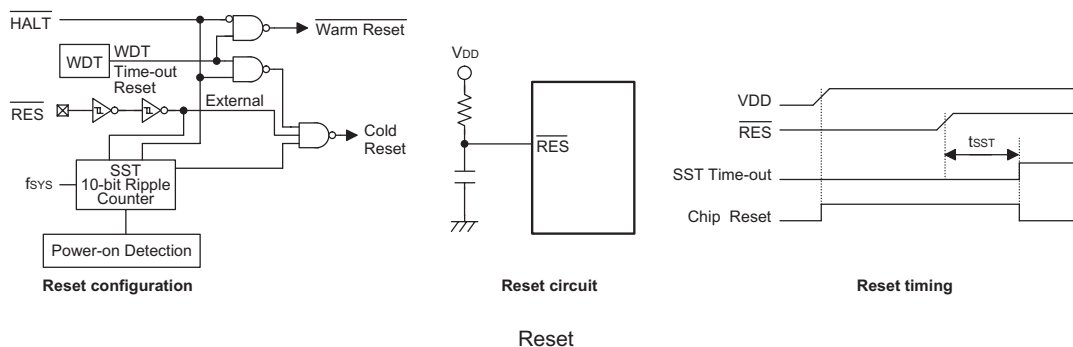 HALT
Warm Reset
WDT
WDT
Time-out
Reset
RES
External
Cold
Reset
SST
10-bit Ripple
Counter
fSYS
Power-on Detection
Reset configuration
VDD
RES
Reset circuit
VDD
RES
tSST
SST Time-out
Chip Reset
Reset timing
Reset